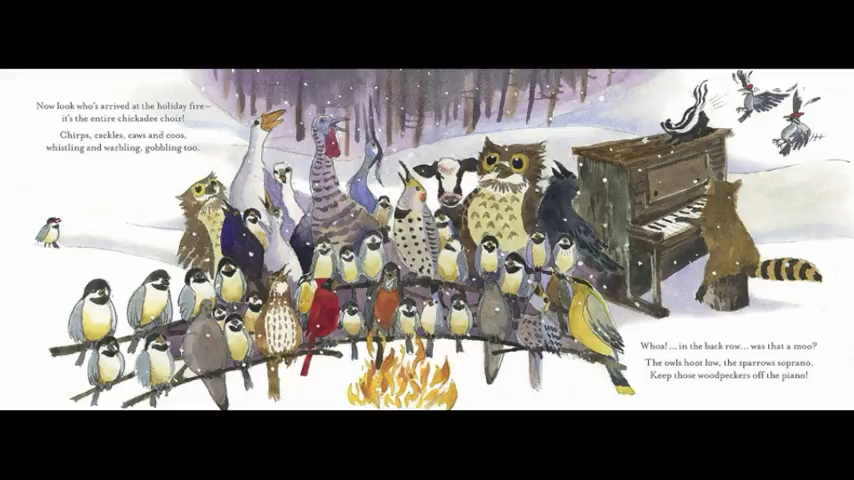 Now look who's arrived at the holiday fire—
it's the entire chickadee choir!
Chirps, cackles, caws and coos,
whistling and warbling, gobbling too.
Whoa! ... in the back row... was that a moo?
The owls hoot low, the sparrows soprano.
Keep those woodpeckers off the piano!